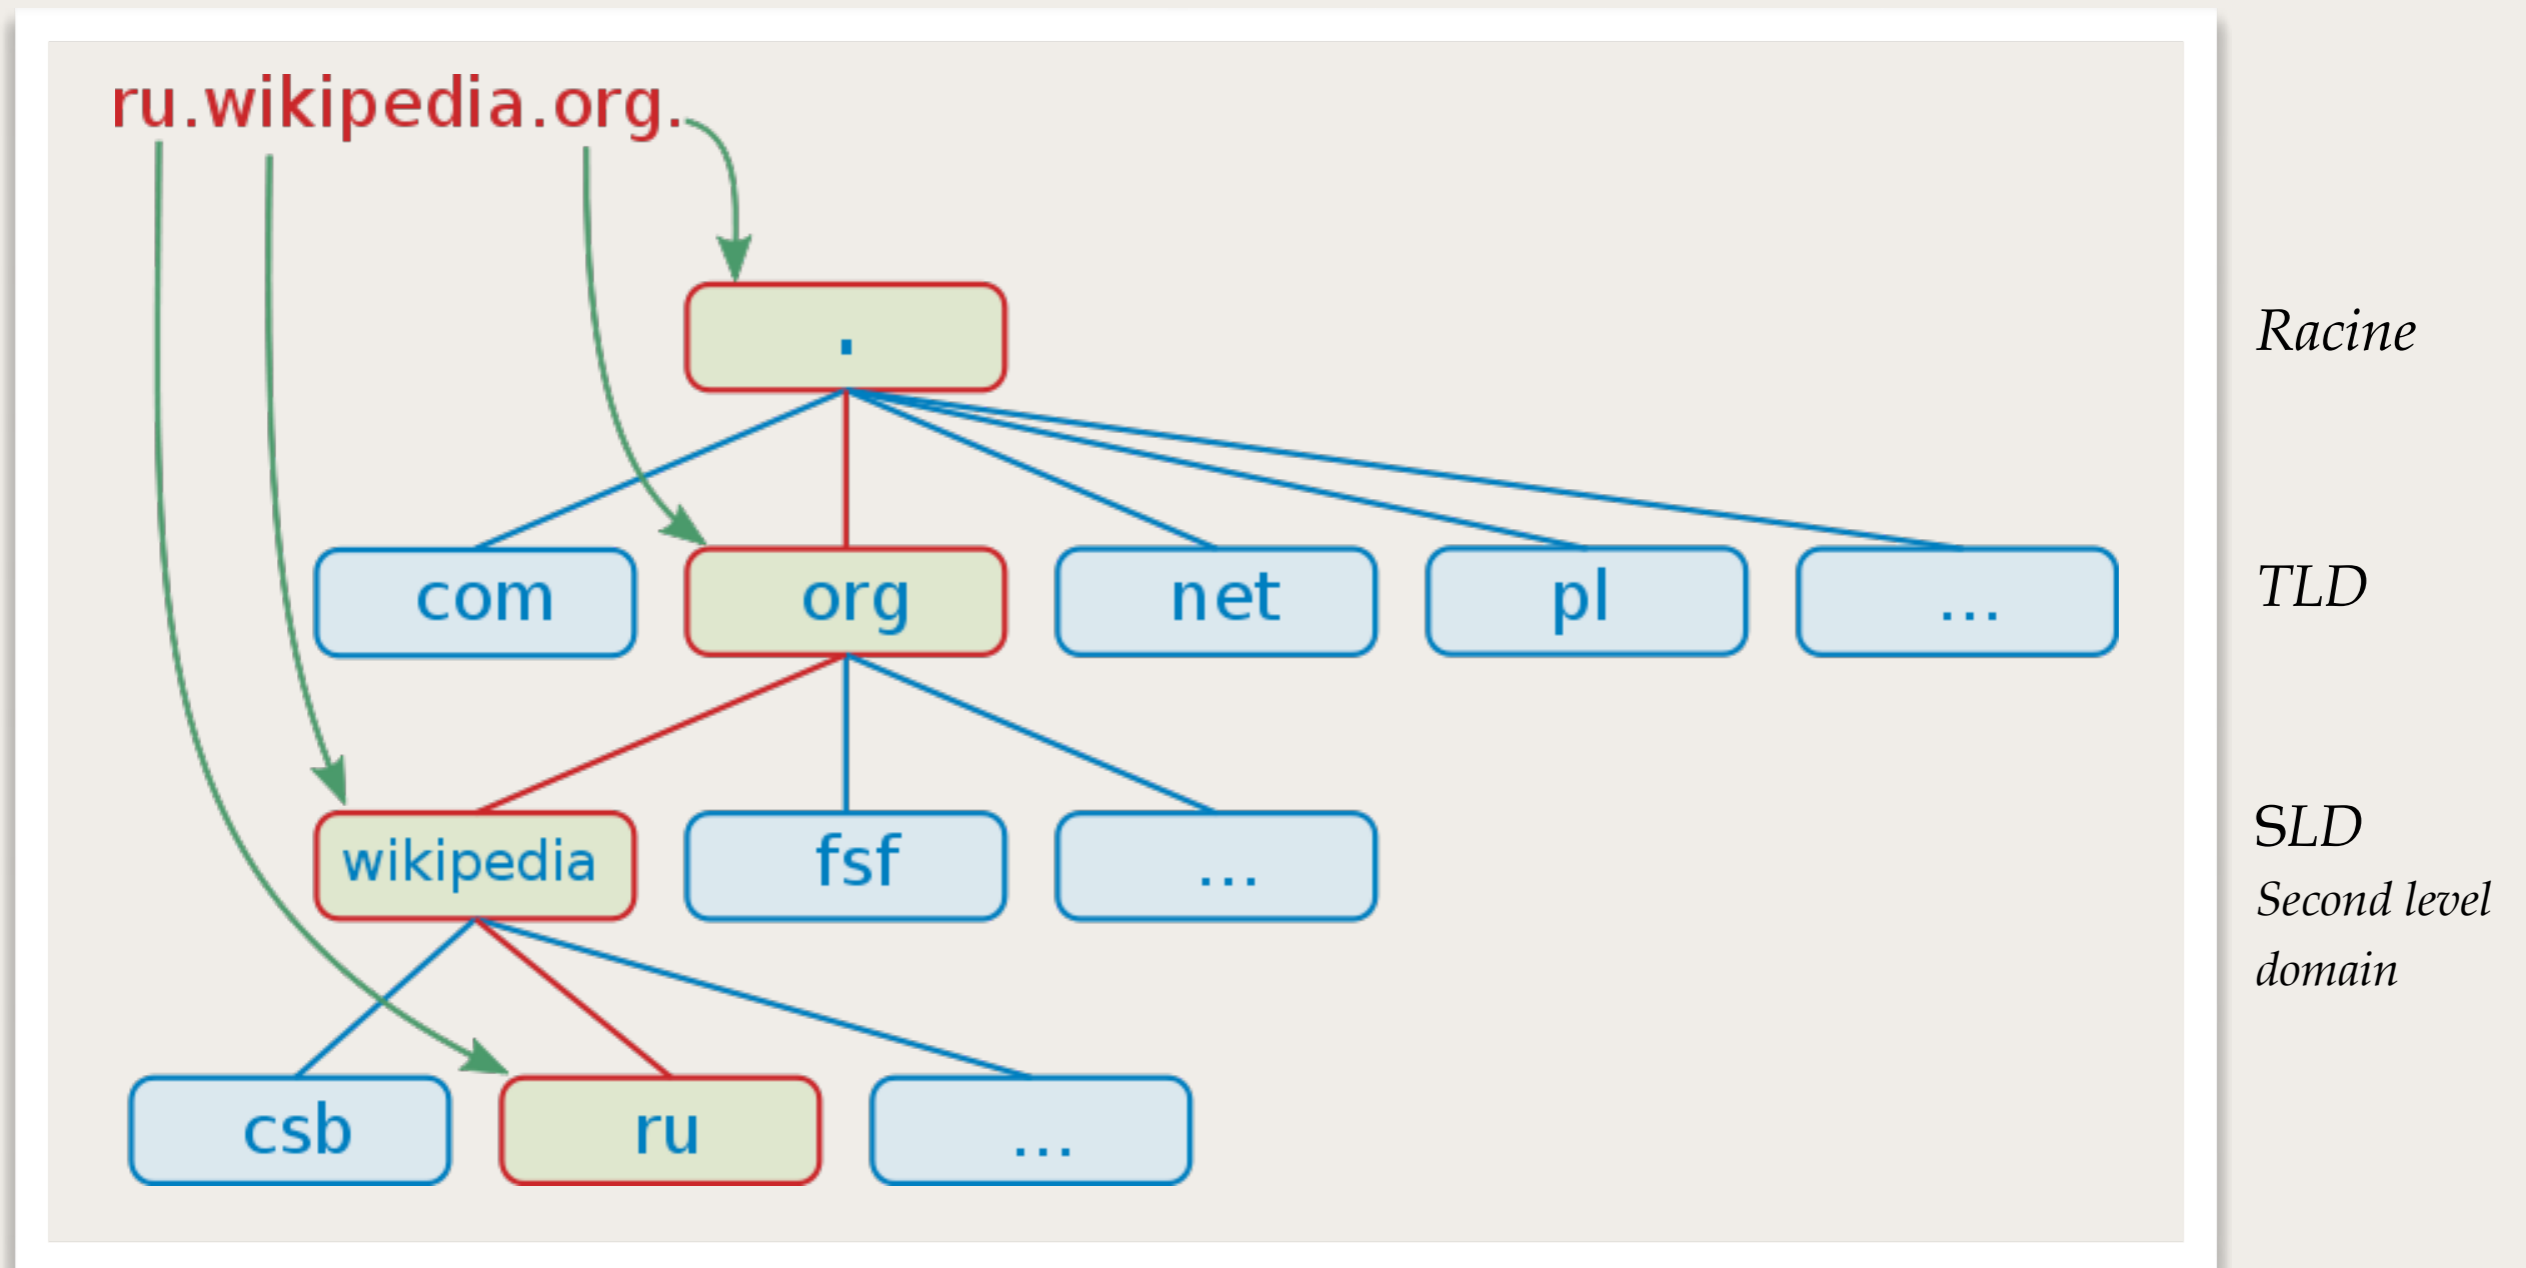 ru.wikipedia.org.
.
Racine
com
org
net
pl
...
TLD
wikipedia
fsf
...
SLD
Second level
domain
csb
ru
...